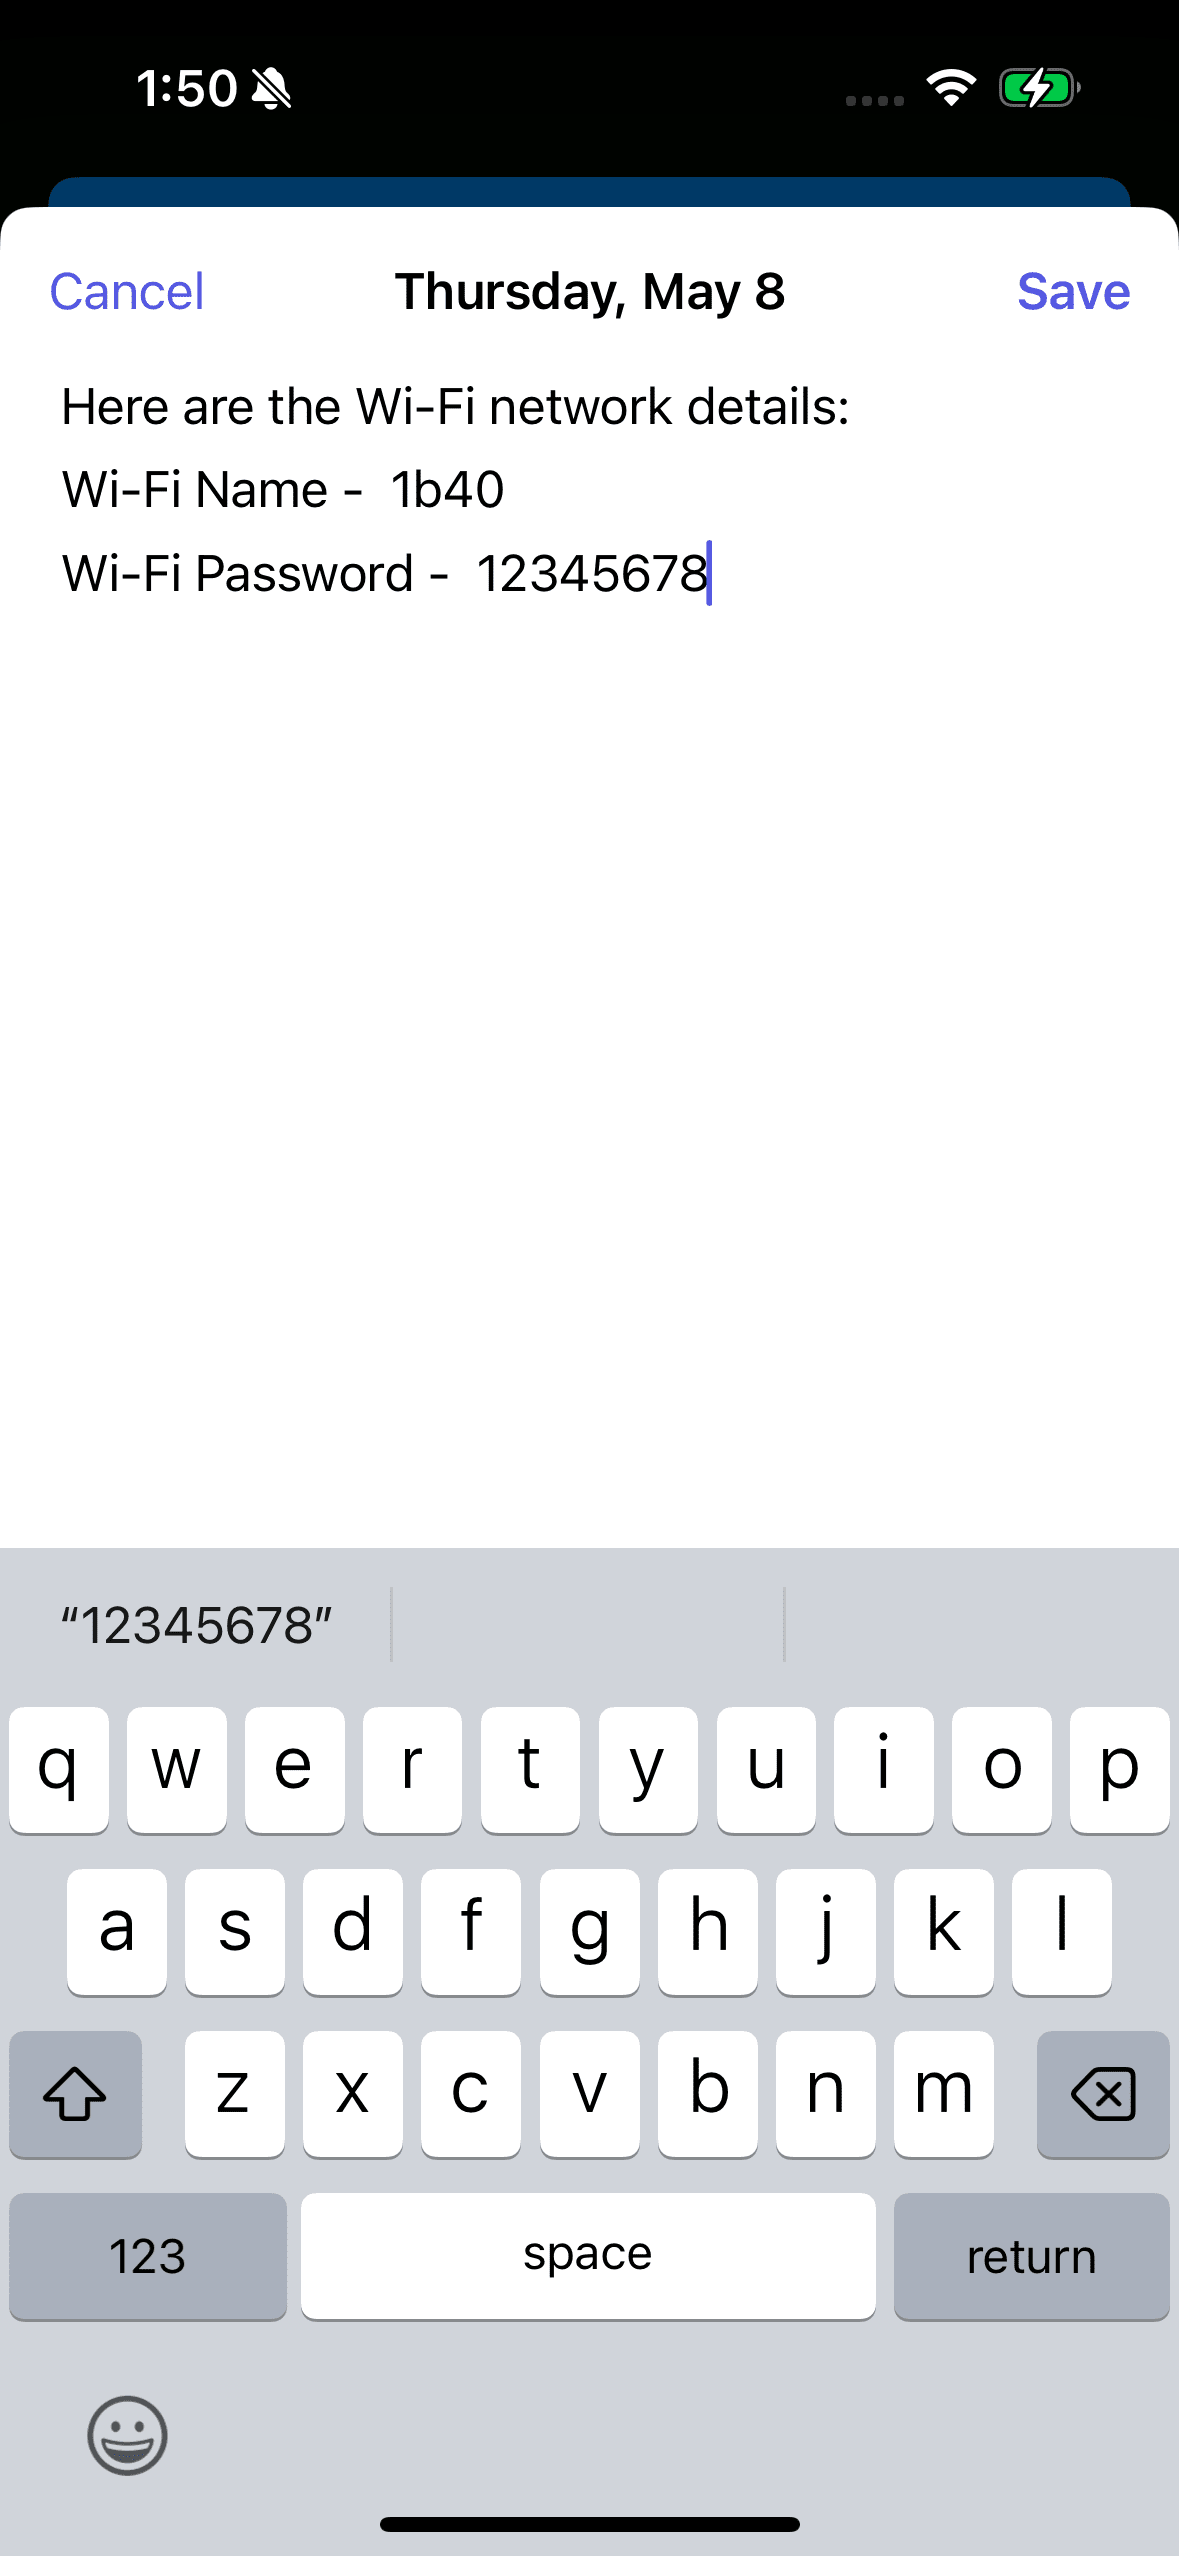 1:50
Cancel Thursday, May 8 Save
Here are the Wi-Fi network details:
Wi-Fi Name -  1b40
Wi-Fi Password -  12345678
“12345678”
q w e r t y u i o p
a s d f g h j k l
z x c v b n m
123 space return